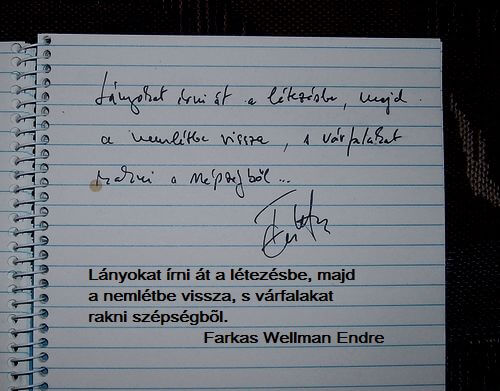 Lányokat írni át a létezésbe, majd
a nemlétbe vissza, s várfalakat
rakni a szépségből...
Lányokat írni át a létezésbe, majd
a nemlétbe vissza, s várfalakat
rakni szépségből.
Farkas Wellman Endre